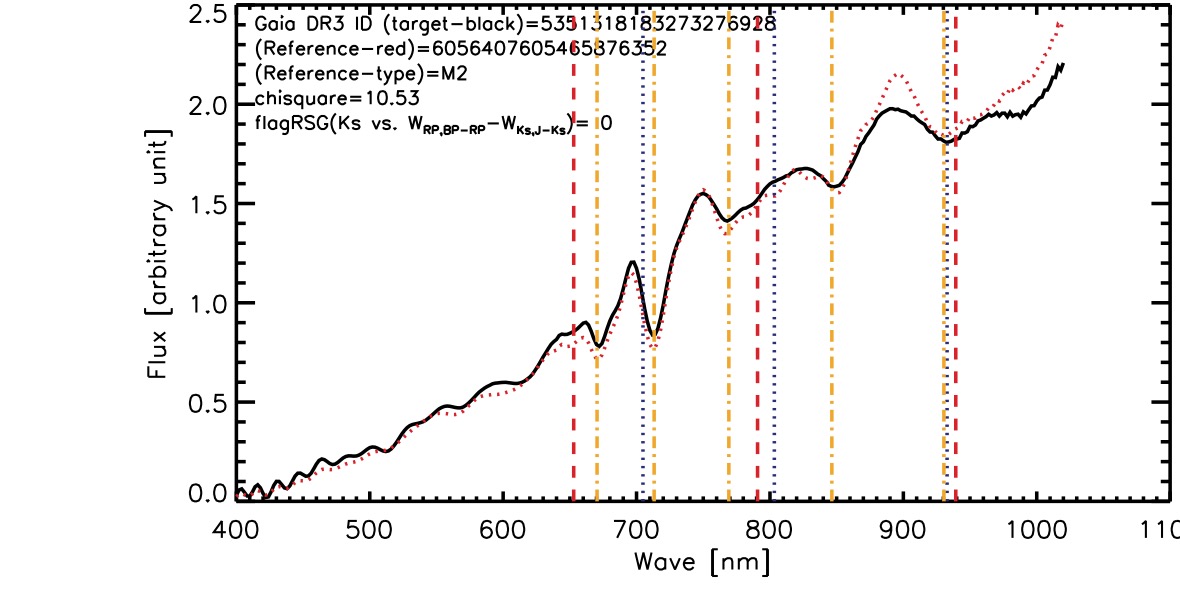 2.5
2.0
1.5
1.0
0.5
0.0
Flux [arbitrary unit]
Gaia DR3 ID (target-black)=5351318183273276928
(Reference-red)=6056407605465876352
(Reference-type)=M2
chisquare=10.53
flagRSG(Ks vs. WRP,BP-RP-WKs,J-Ks)= 0
400 500 600 700 800 900 1000 110
Wave [nm]